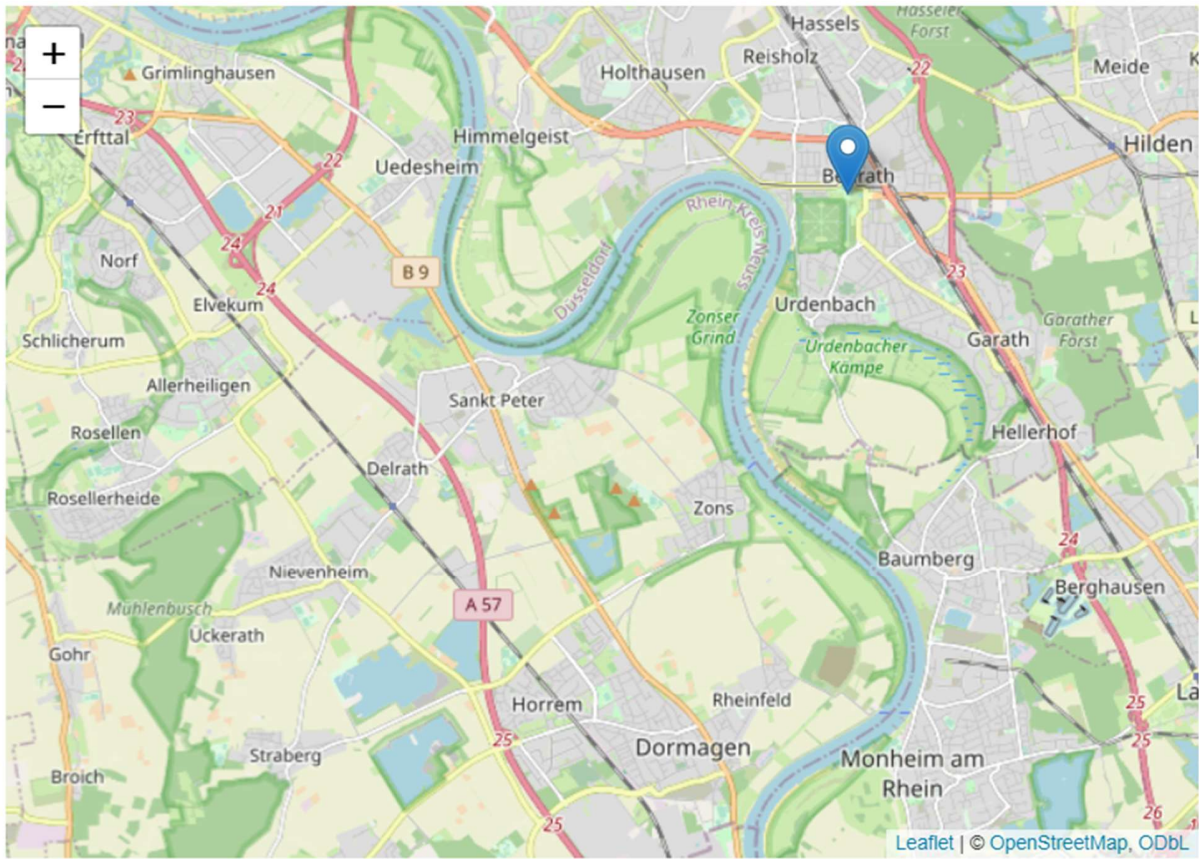 +
−
Hassels
Hasseler
Forst
Reisholz
22
Meide
Holthausen
Grimlinghausen
23
Erfttal
Himmelgeist
22
Uedesheim
Hilden
21
24
B 9
24
Norf
Elvekum
Schlicherum
Düsseldorf
Rhein-Kreis Neuss
23
Urdenbach
Zonser
Grind
Urdenbacher
Kämpe
Garath
Garather
Forst
Allerheiligen
Sankt Peter
Rosellen
Hellerhof
Delrath
Rosellerheide
Zons
24
Baumberg
Nievenheim
Berghausen
Mühlenbusch
A 57
Ückerath
Gohr
Horrem
Rheinfeld
25
25
25
Dormagen
Straberg
Monheim am
Rhein
Broich
26
25
Leaflet | © OpenStreetMap, ODbL